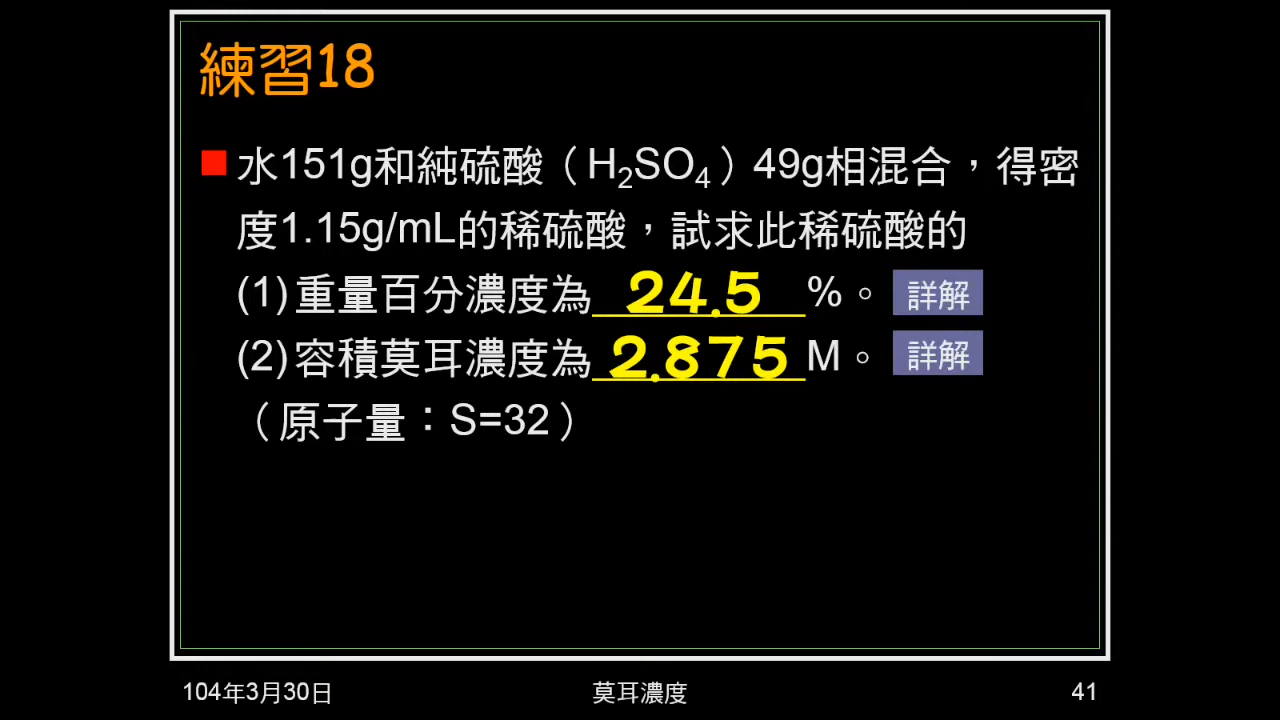 練習18
水151g和純硫酸（H₂SO₄）49g相混合，得密
度1.15g/mL的稀硫酸，試求此稀硫酸的
(1)重量百分濃度為24.5%。 詳解
(2)容積莫耳濃度為2.875M。 詳解
（原子量：S=32）
104年3月30日 莫耳濃度 41